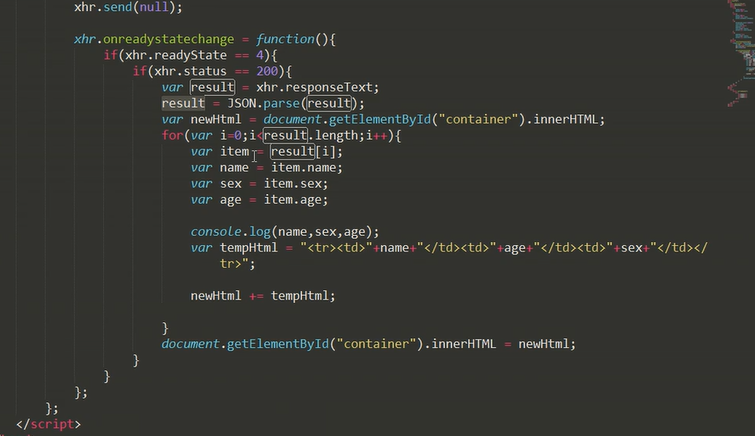 xhr.send(null);
xhr.onreadystatechange = function(){
if(xhr.readyState == 4){
if(xhr.status == 200){
var result = xhr.responseText;
result = JSON.parse(result);
var newHtml = document.getElementById("container").innerHTML;
for(var i=0;i<result.length;i++){
var item = result[i];
var name = item.name;
var sex = item.sex;
var age = item.age;
console.log(name,sex,age);
var tempHtml = "<tr><td>"+name+"</td><td>"+age+"</td><td>"+sex+"</td></
tr>";
newHtml += tempHtml;
}
document.getElementById("container").innerHTML = newHtml;
}
}
};
};
</script>